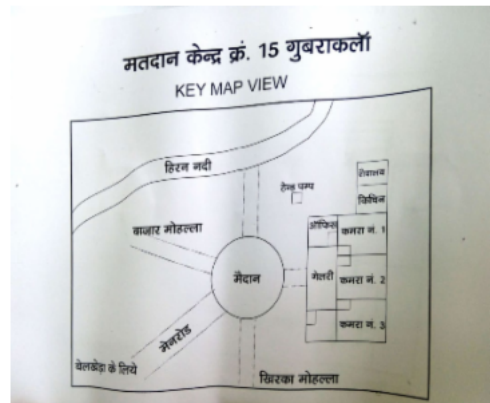 मतदान केन्द्र क्रं. 15 गुबराकलॉ
KEY MAP VIEW
हिरन नदी
हेन्ड पम्प
शौचालय
किचिन
बाजार मोहल्ला
ऑफिस
कमरा नं. 1
मैदान
गेलरी
कमरा नं. 2
मेनरोड
कमरा नं. 3
बेलखेड़ा के लिये
खिरका मोहल्ला